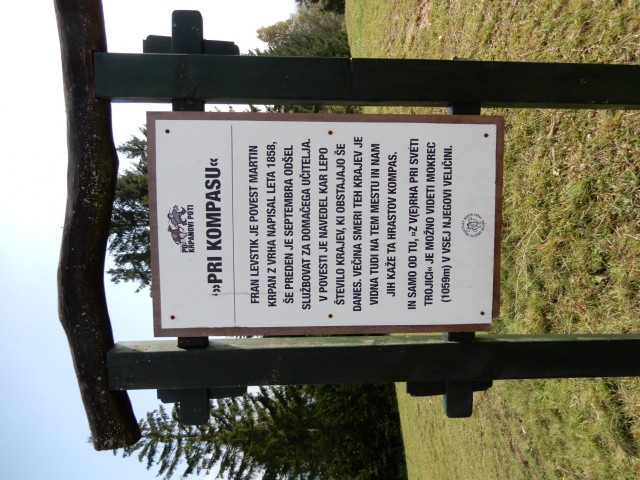 PO
KRPANOVI POTI
»PRI KOMPASU«
FRAN LEVSTIK JE POVEST MARTIN
KRPAN Z VRHA NAPISAL LETA 1858,
ŠE PREDEN JE SEPTEMBRA ODŠEL
SLUŽBOVAT ZA DOMAČEGA UČITELJA.
V POVESTI JE NAVEDEL KAR LEPO
ŠTEVILO KRAJEV, KI OBSTAJAJO ŠE
DANES. VEČINA SMERI TEH KRAJEV JE
VIDNA TUDI NA TEM MESTU IN NAM
JIH KAŽE TA HRASTOV KOMPAS.
IN SAMO OD TU, »Z VEJRHA PRI SVETI
TROJICI« JE MOŽNO VIDETI MOKREC
(1059m) V VSEJ NJEGOVI VELIČINI.